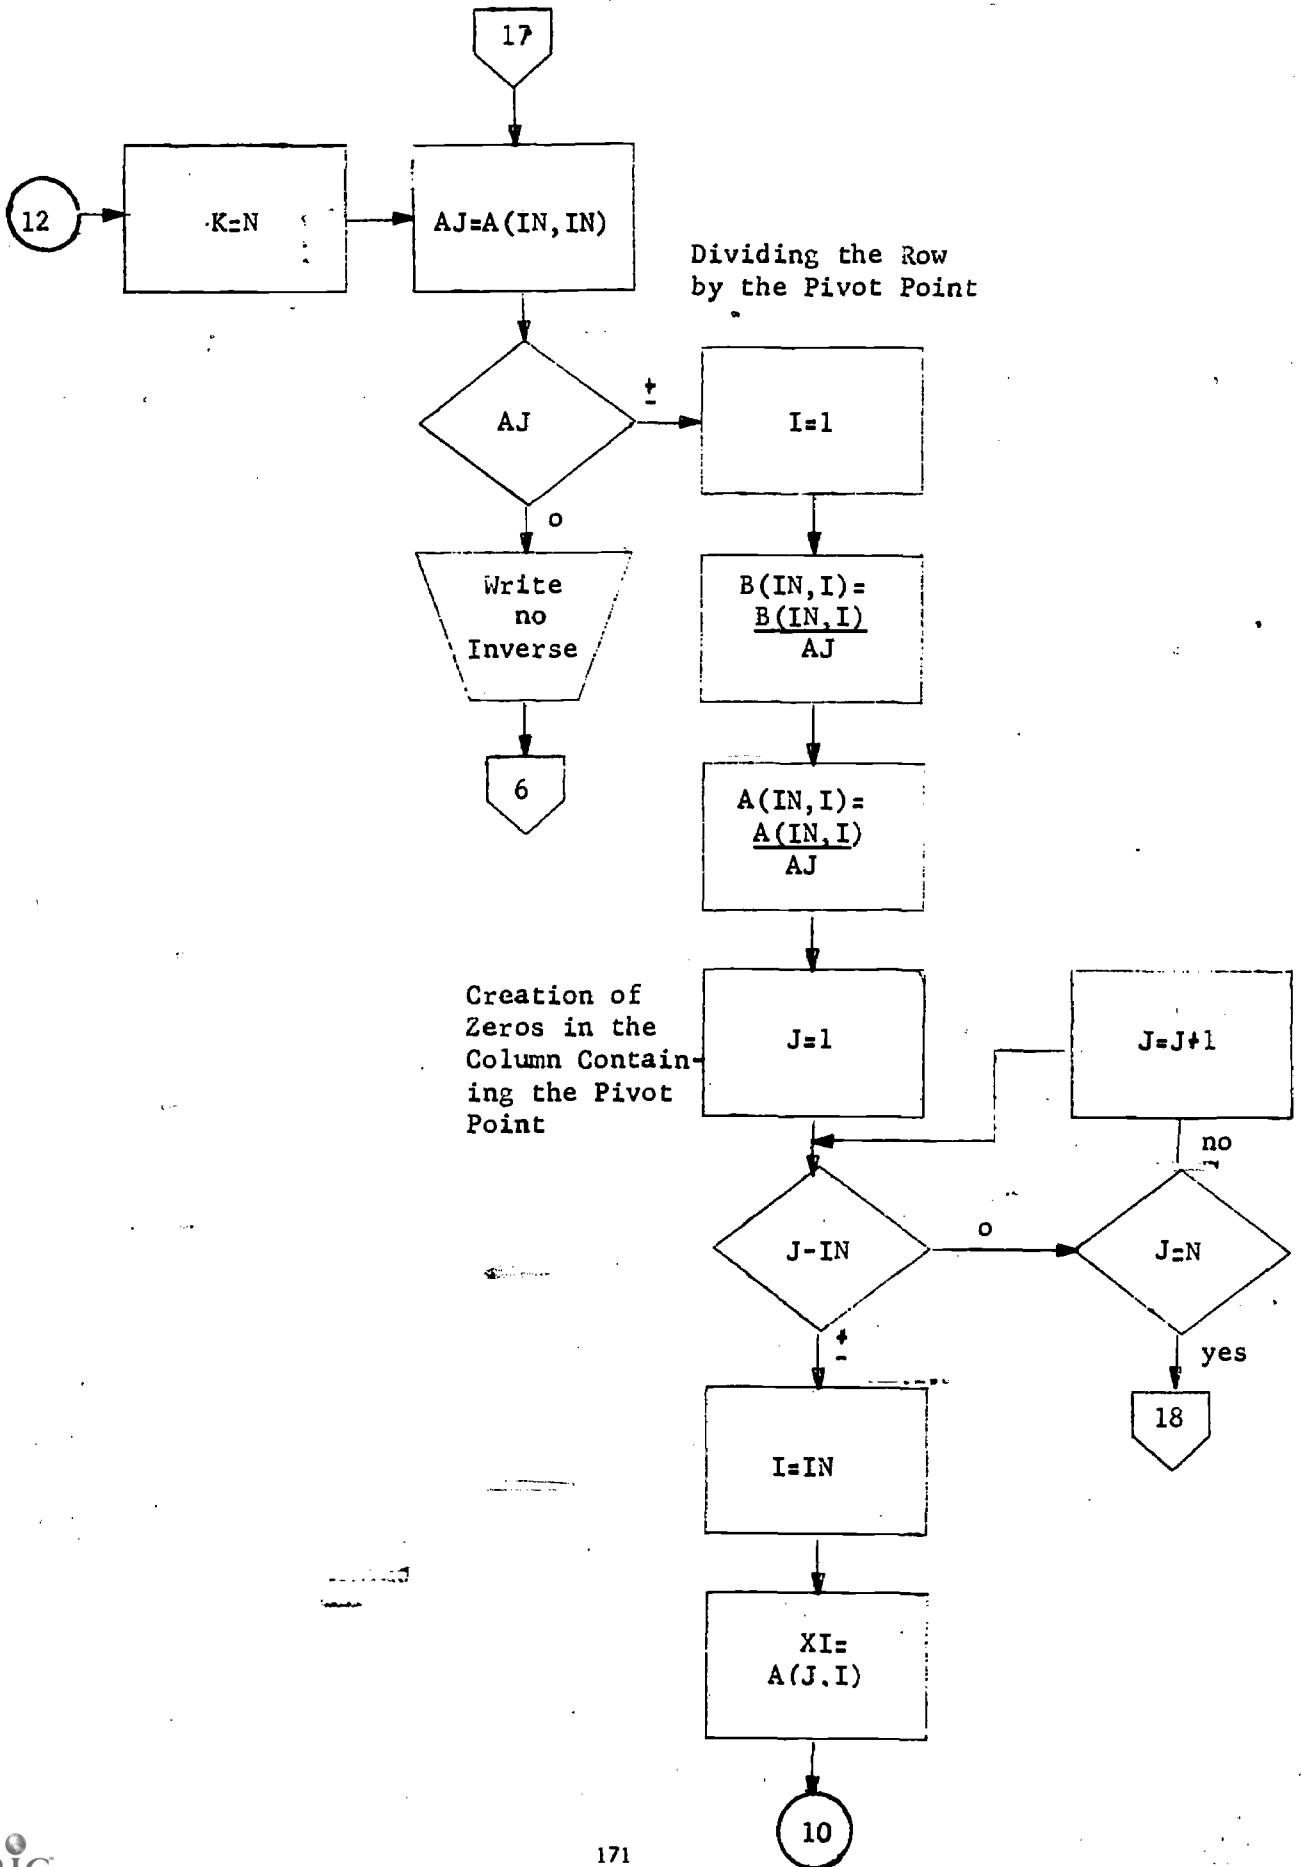 17
12
K=N
AJ=A(IN,IN)
Dividing the Row
by the Pivot Point
AJ
+
-
I=1
o
Write
no
Inverse
B(IN,I)=
B(IN,I)
AJ
6
A(IN,I)=
A(IN,I)
AJ
Creation of
Zeros in the
Column Contain-
ing the Pivot
Point
J=1
J=J+1
no
J-IN
o
J=N
+
-
yes
I=IN
18
XI=
A(J,I)
10
171